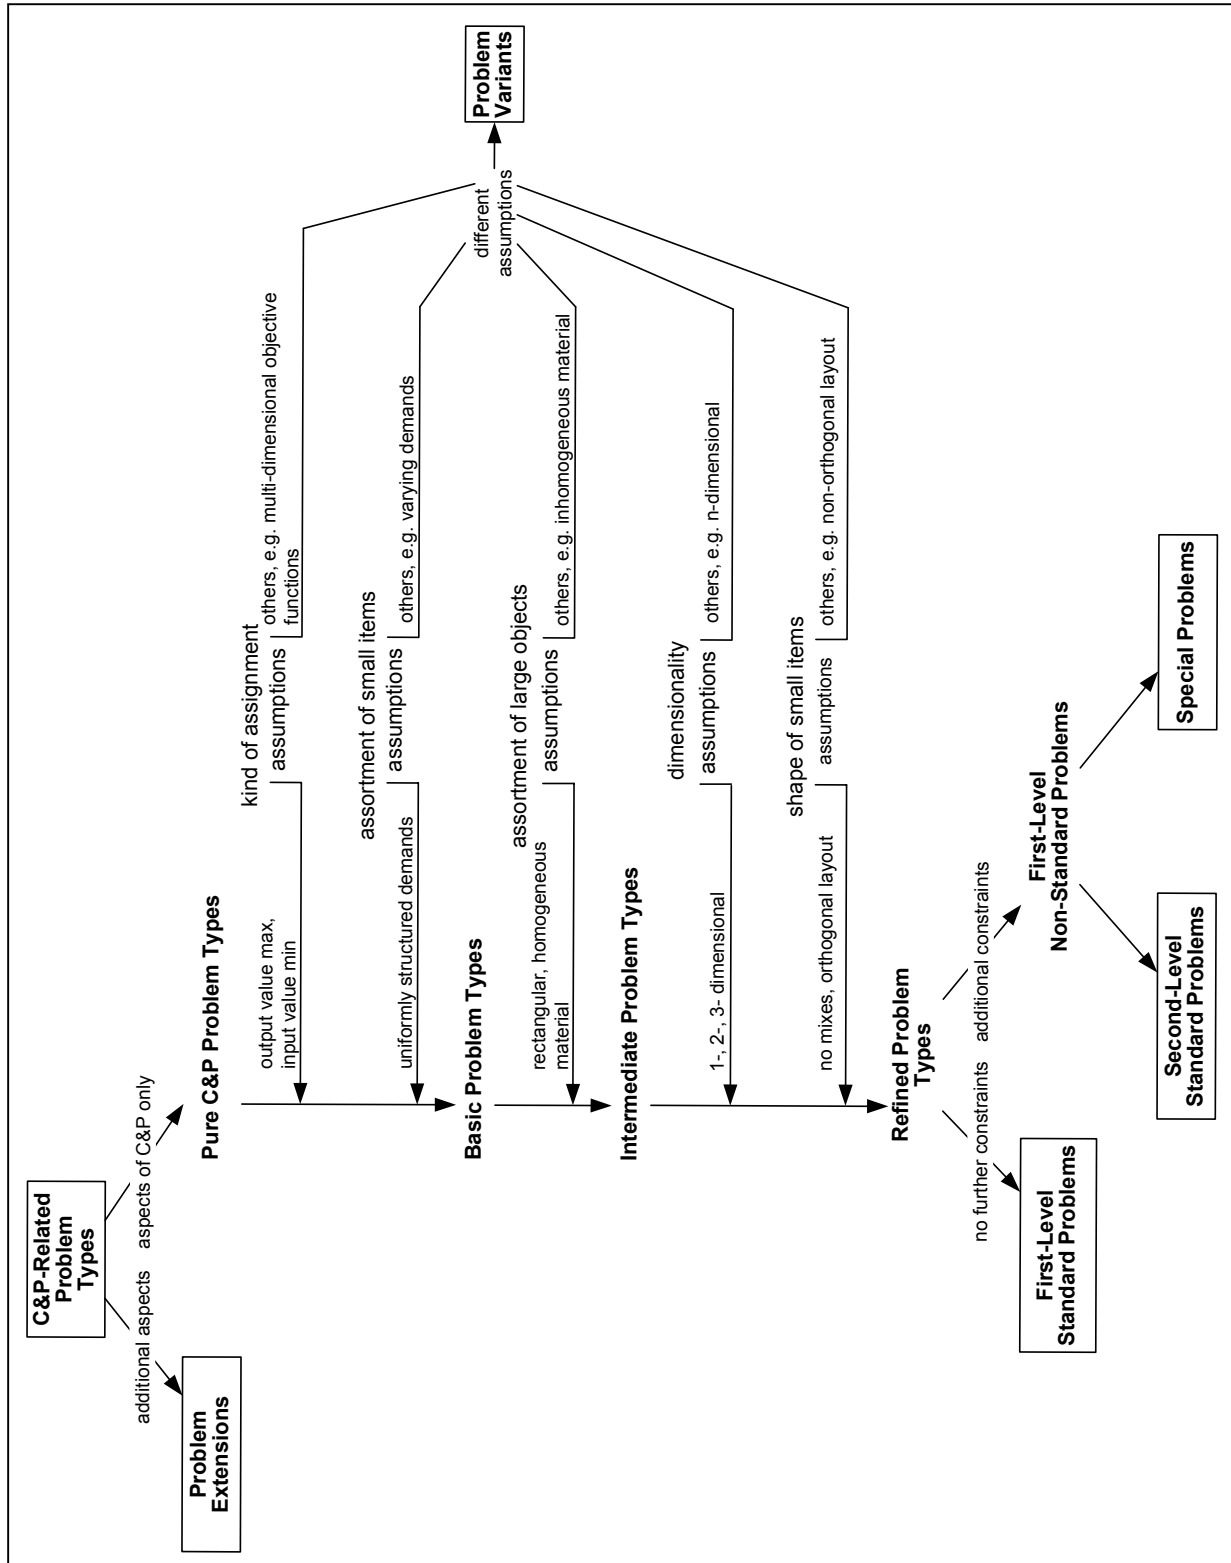 C&P-Related
Problem
Types
additional aspects
aspects of C&P only
Problem
Extensions
Pure C&P Problem Types
kind of assignment
assumptions
output value max,
input value min
others, e.g. multi-dimensional objective
functions
assortment of small items
assumptions
uniformly structured demands
others, e.g. varying demands
Basic Problem Types
assortment of large objects
assumptions
rectangular, homogeneous
material
others, e.g. inhomogeneous material
different
assumptions
Problem
Variants
Intermediate Problem Types
dimensionality
assumptions
1-, 2-, 3- dimensional
others, e.g. n-dimensional
shape of small items
assumptions
no mixes, orthogonal layout
others, e.g. non-orthogonal layout
Refined Problem
Types
no further constraints
additional constraints
First-Level
Standard Problems
First-Level
Non-Standard Problems
Second-Level
Standard Problems
Special Problems